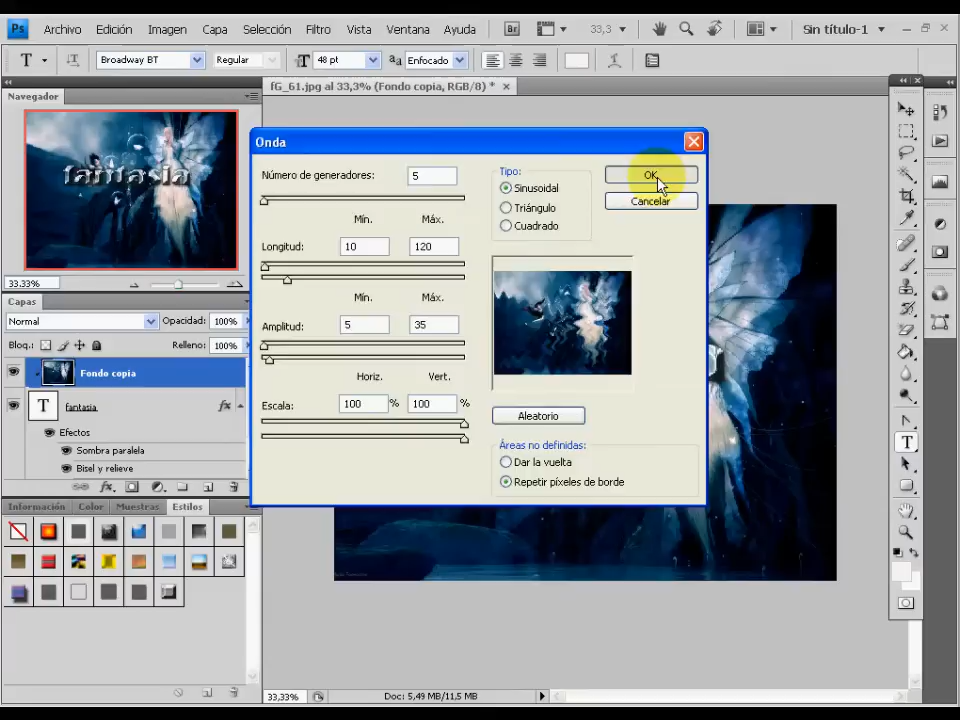 Ps Archivo Edición Imagen Capa Selección Filtro Vista Ventana Ayuda Br 33,3 Sin título-1
T T Broadway BT Regular T 48 pt aa Enfocado
fG_61.jpg al 33,3% (Fondo copia, RGB/8) *
Navegador
fantasia
33.33%
Capas
Normal Opacidad: 100%
Bloq.: Relleno: 100%
Fondo copia
T fantasia fx
Efectos
Sombra paralela
Bisel y relieve
fx.
Información Color Muestras Estilos
Onda
Número de generadores: 5
Mín. Máx.
Longitud: 10 120
Mín. Máx.
Amplitud: 5 35
Horiz. Vert.
Escala: 100 % 100 %
Tipo:
Sinusoidal
Triángulo
Cuadrado
OK
Cancelar
Aleatorio
Áreas no definidas:
Dar la vuelta
Repetir píxeles de borde
T
33,33% Doc: 5,49 MB/11,5 MB